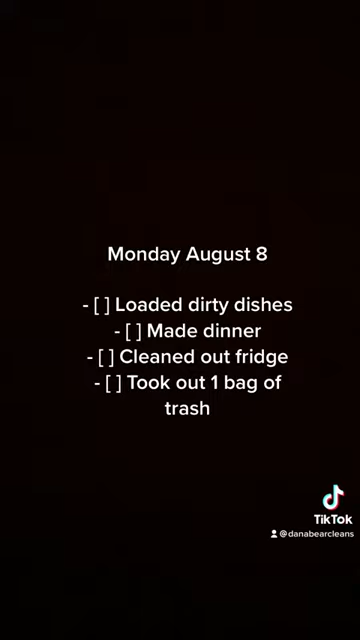 Monday August 8
- [ ] Loaded dirty dishes
- [ ] Made dinner
- [ ] Cleaned out fridge
- [ ] Took out 1 bag of
trash
TikTok
@danabearcleans